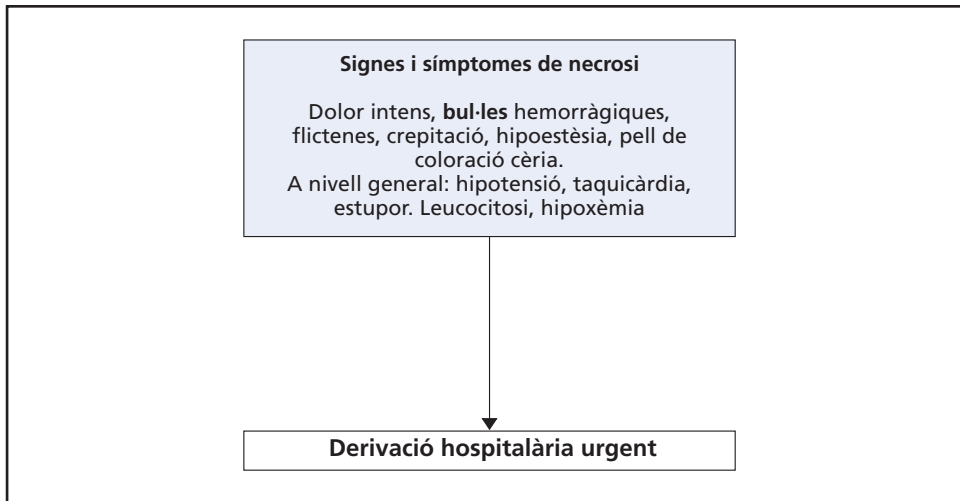 Signes i símptomes de necrosi
Dolor intens, bul·les hemorràgiques,
flictenes, crepitació, hipoestèsia, pell de
coloració cèria.
A nivell general: hipotensió, taquicàrdia,
estupor. Leucocitosi, hipoxèmia
Derivació hospitalària urgent